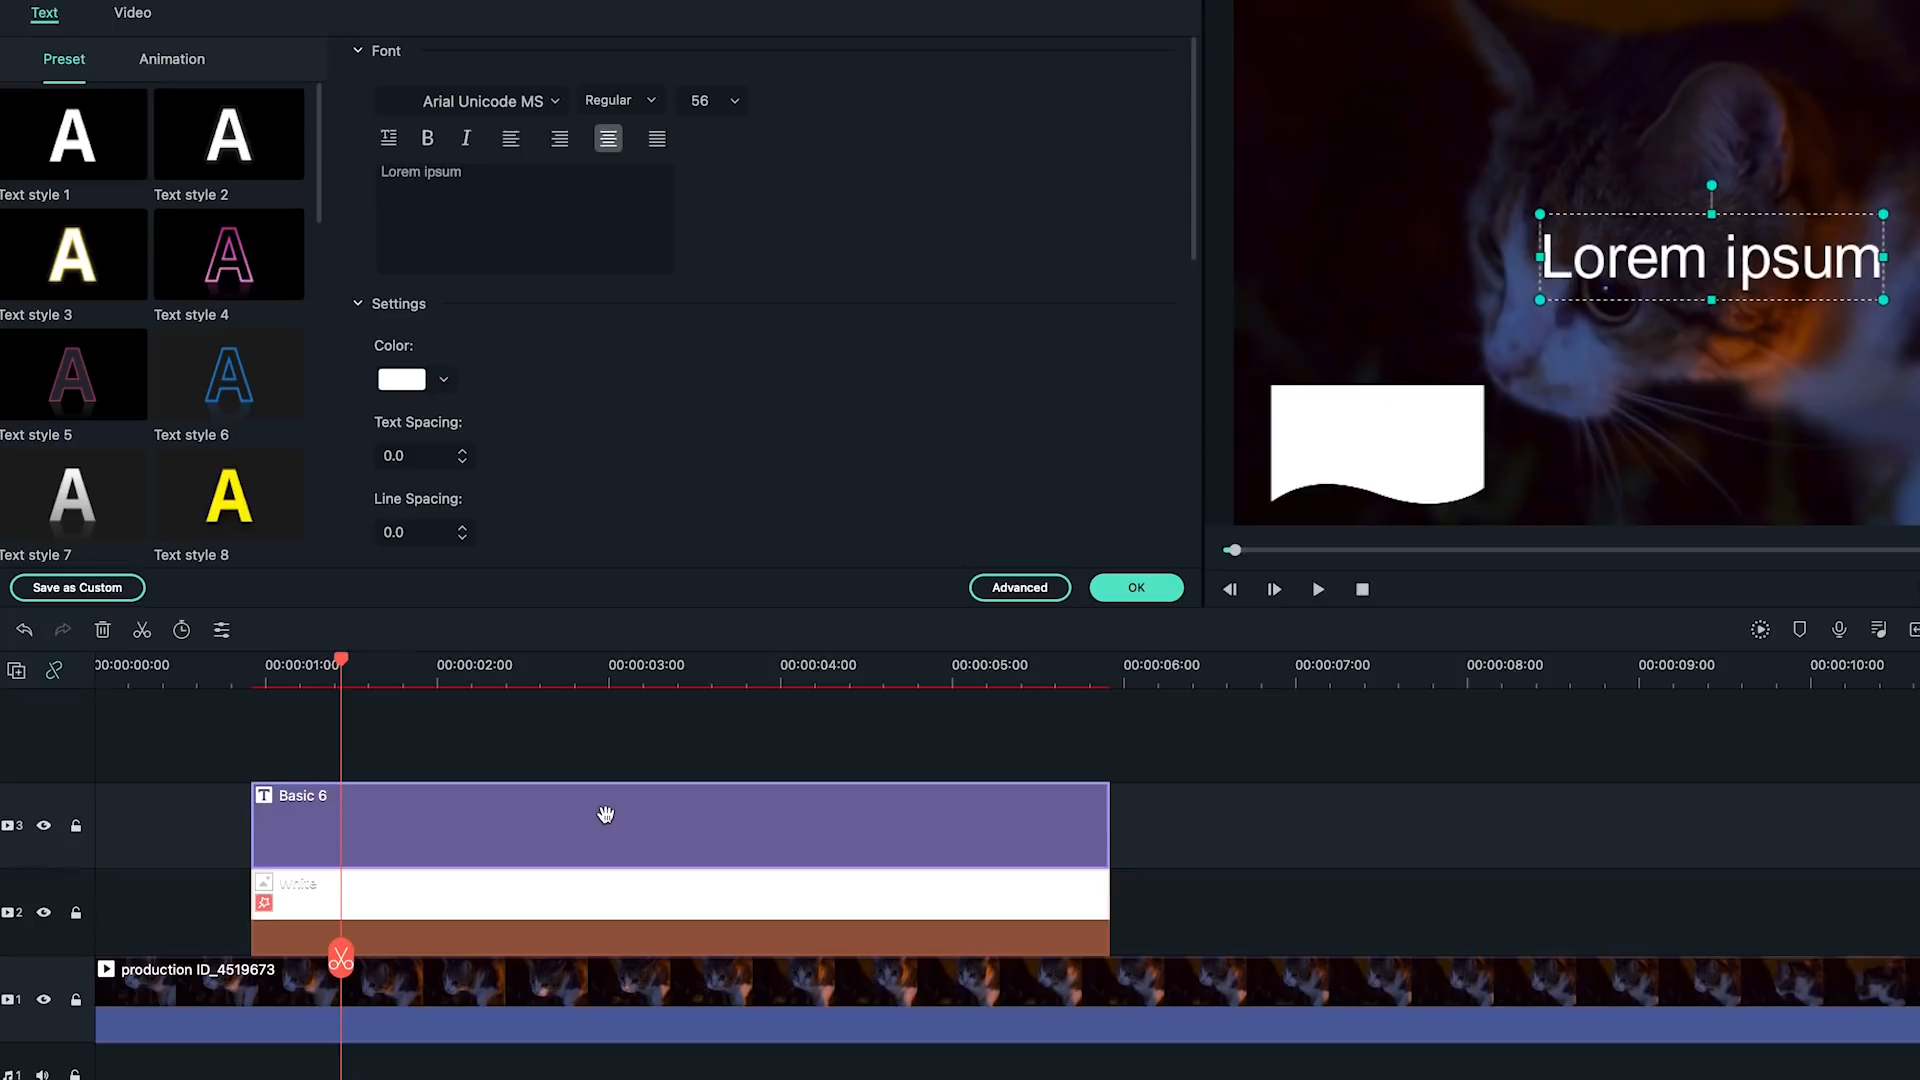 Text Video
Preset Animation
Text style 1
Text style 2
Text style 3
Text style 4
Text style 5
Text style 6
Text style 7
Text style 8
Save as Custom
Font
Arial Unicode MS Regular 56
B I
Lorem ipsum
Settings
Color:
Text Spacing:
0.0
Line Spacing:
0.0
Advanced OK
Lorem ipsum
00:00:00:00 00:00:01:00 00:00:02:00 00:00:03:00 00:00:04:00 00:00:05:00 00:00:06:00 00:00:07:00 00:00:08:00 00:00:09:00 00:00:10:00
3
T Basic 6
2
White
1
production ID_4519673
1